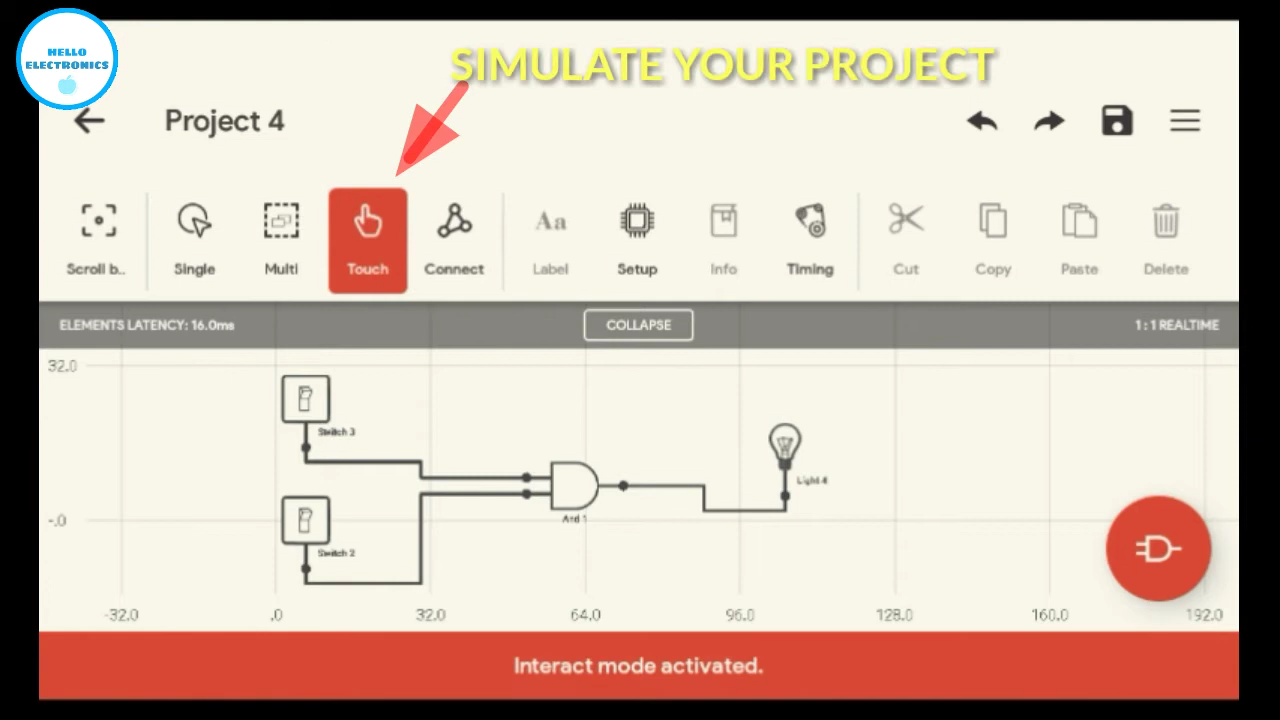 HELLO
ELECTRONICS
SIMULATE YOUR PROJECT
Project 4
Scroll b..
Single
Multi
Touch
Connect
Label
Setup
Info
Timing
Cut
Copy
Paste
Delete
Aa
ELEMENTS LATENCY: 16.0ms
COLLAPSE
1 : 1 REALTIME
32.0
Switch 3
Light 4
And 1
-.0
Switch 2
-32.0
.0
32.0
64.0
96.0
128.0
160.0
192.0
Interact mode activated.